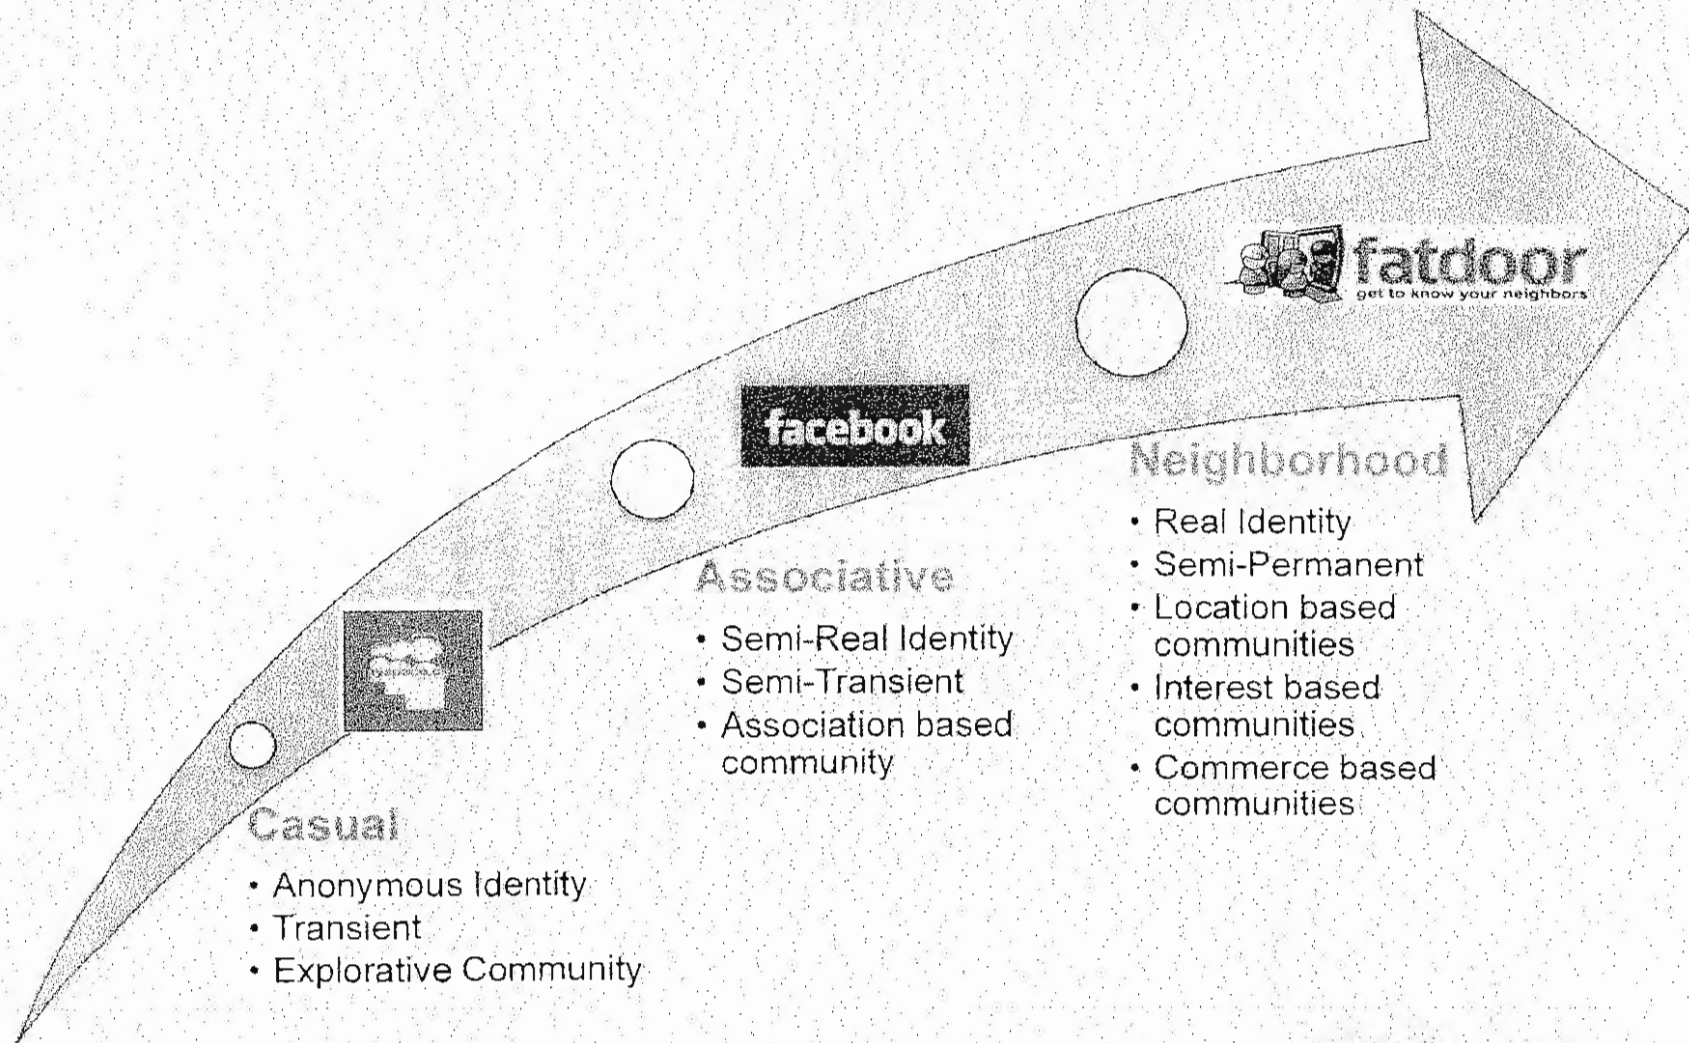 fatdoor
get to know your neighbors
facebook
Neighborhood
• Real Identity
• Semi-Permanent
• Location based
communities
• Interest based
communities
• Commerce based
communities
Associative
• Semi-Real Identity
• Semi-Transient
• Association based
community
Casual
• Anonymous Identity
• Transient
• Explorative Community